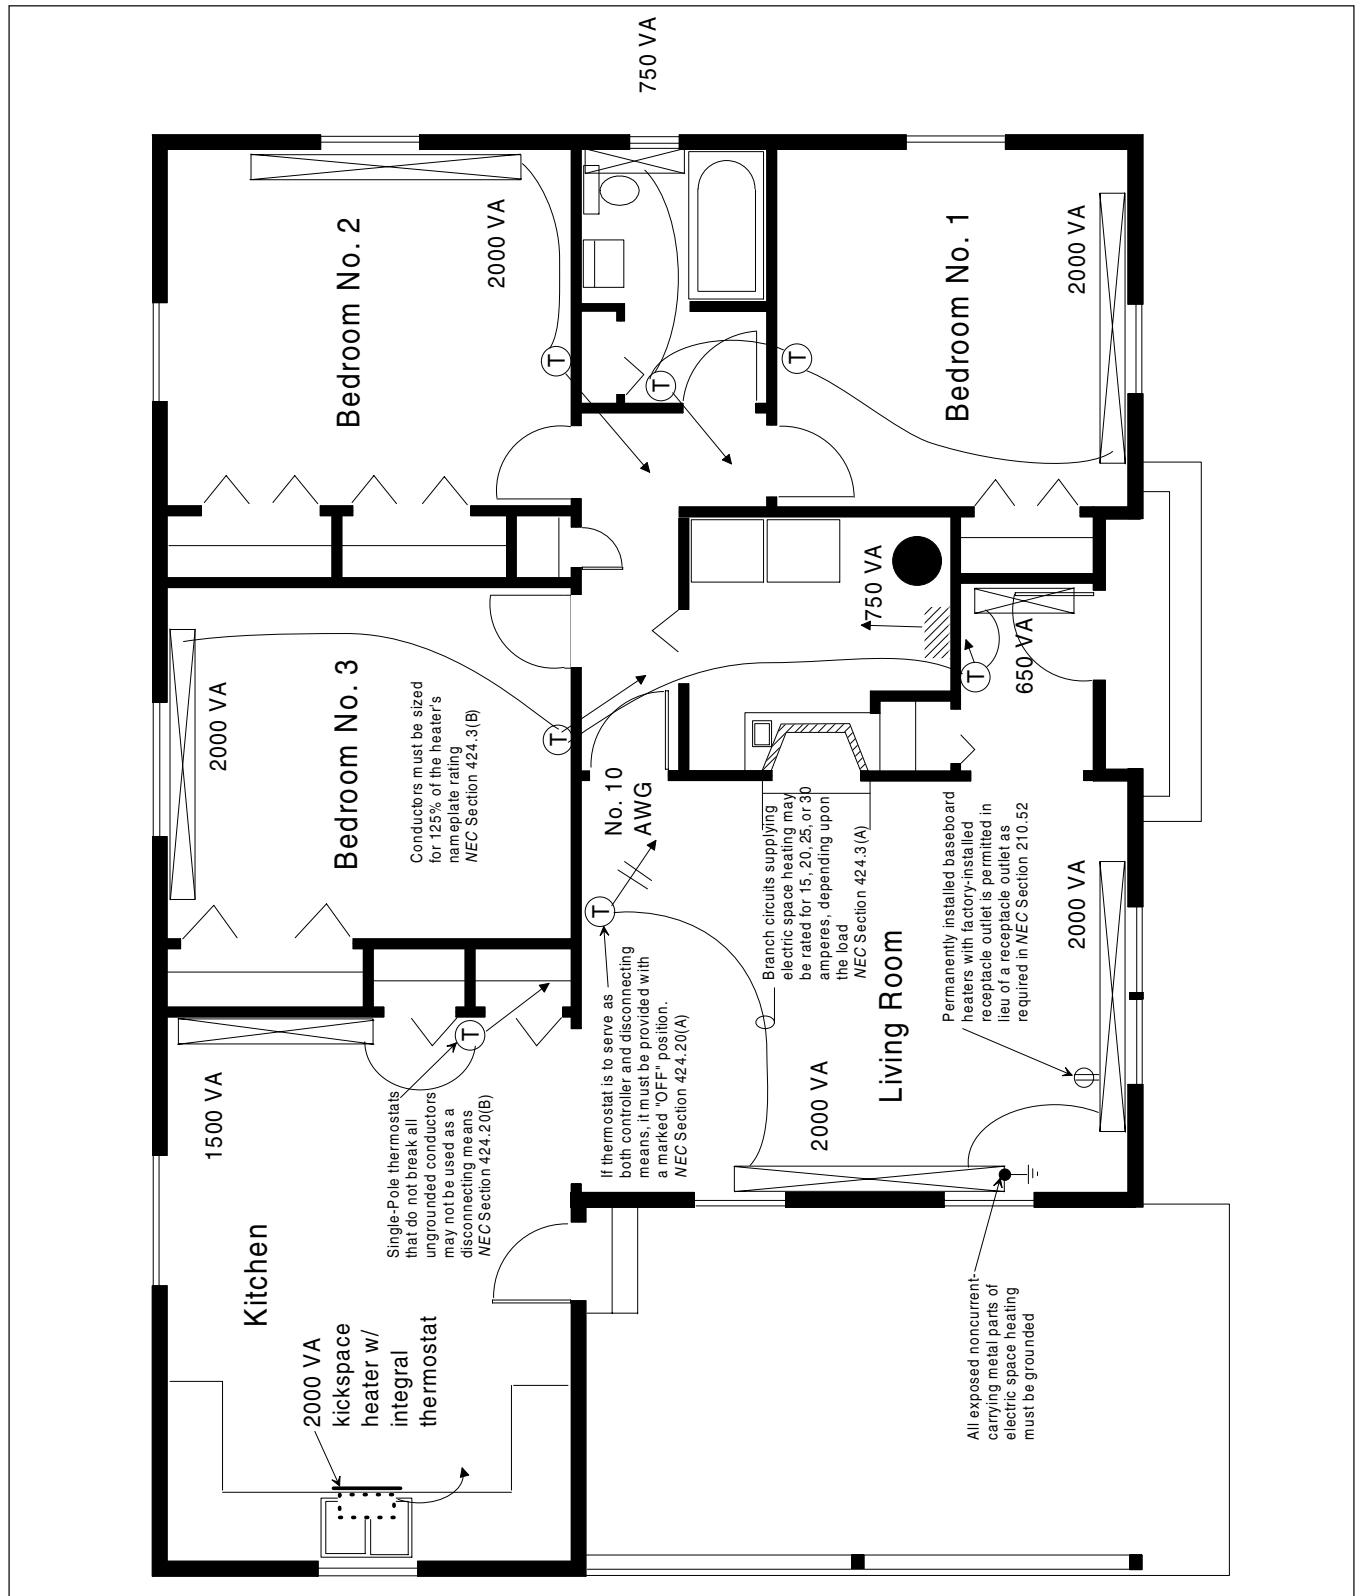 750 VA
Bedroom No. 2
2000 VA
Bedroom No. 1
2000 VA
T
T
T
Bedroom No. 3
2000 VA
Conductors must be sized
for 125% of the heater's
nameplate rating
NEC Section 424.3(B)
T
750 VA
T
650 VA
No. 10
AWG
T
Branch circuits supplying
electric space heating may
be rated for 15, 20, 25, or 30
amperes, depending upon
the load
NEC Section 424.3(A)
Permanently installed baseboard
heaters with factory-installed
receptacle outlet is permitted in
lieu of a receptacle outlet as
required in NEC Section 210.52
2000 VA
Living Room
2000 VA
If thermostat is to serve as
both controller and disconnecting
means, it must be provided with
a marked "OFF" position.
NEC Section 424.20(A)
T
1500 VA
Single-Pole thermostats
that do not break all
ungrounded conductors
may not be used as a
disconnecting means
NEC Section 424.20(B)
Kitchen
2000 VA
kickspace
heater w/
integral
thermostat
All exposed noncurrent-
carrying metal parts of
electric space heating
must be grounded